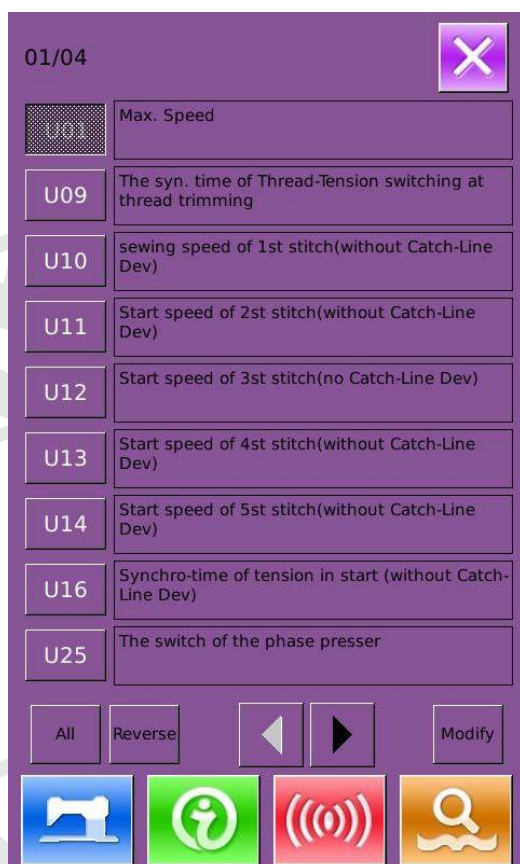 01/04
U01
Max. Speed
U09
The syn. time of Thread-Tension switching at
thread trimming
U10
sewing speed of 1st stitch(without Catch-Line
Dev)
U11
Start speed of 2st stitch(without Catch-Line
Dev)
U12
Start speed of 3st stitch(no Catch-Line Dev)
U13
Start speed of 4st stitch(without Catch-Line
Dev)
U14
Start speed of 5st stitch(without Catch-Line
Dev)
U16
Synchro-time of tension in start (without Catch-
Line Dev)
U25
The switch of the phase presser
All
Reverse
Modify